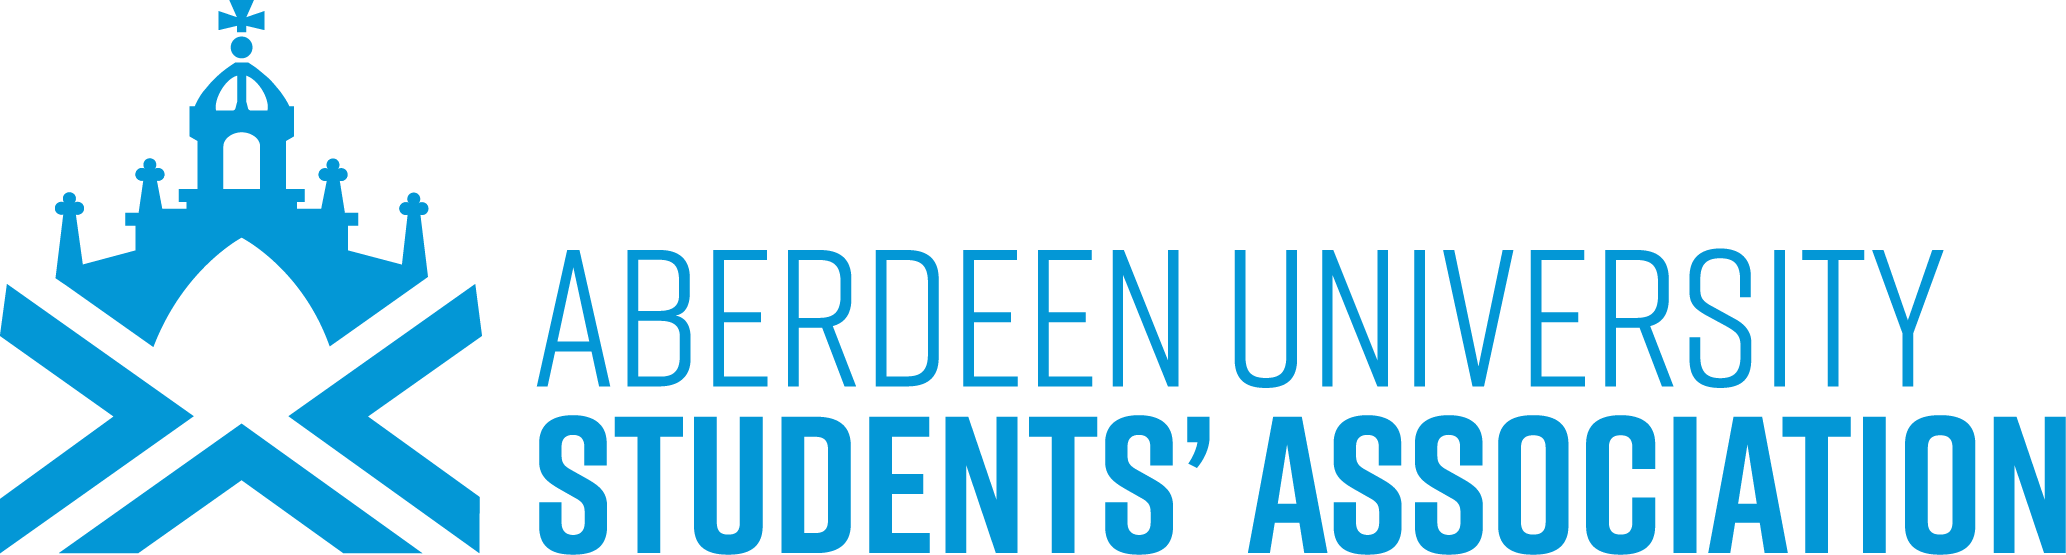 ABERDEEN UNIVERSITY
STUDENTS’ ASSOCIATION